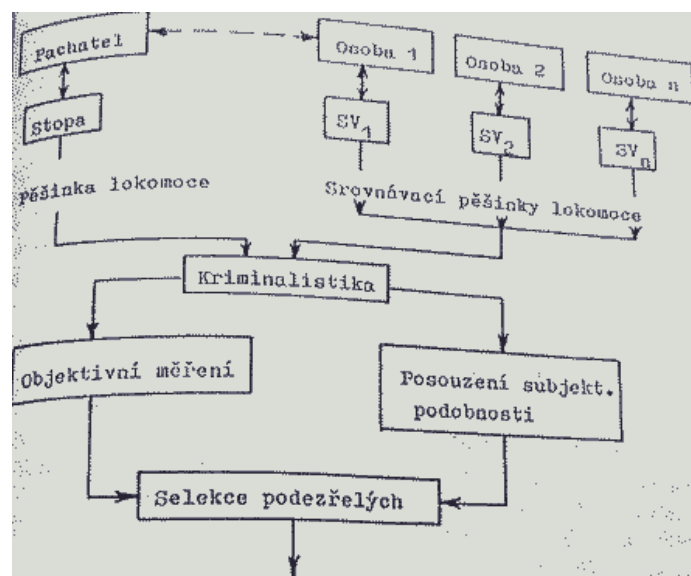 Pachatel
Osoba 1
Osoba 2
Osoba n
Stopa
SV1
SV2
SVn
pěšinka lokomoce
Srovnávací pěšinky lokomoce
Kriminalistika
Objektivní měření
Posouzení subjekt.
podobnosti
Selekce podezřelých